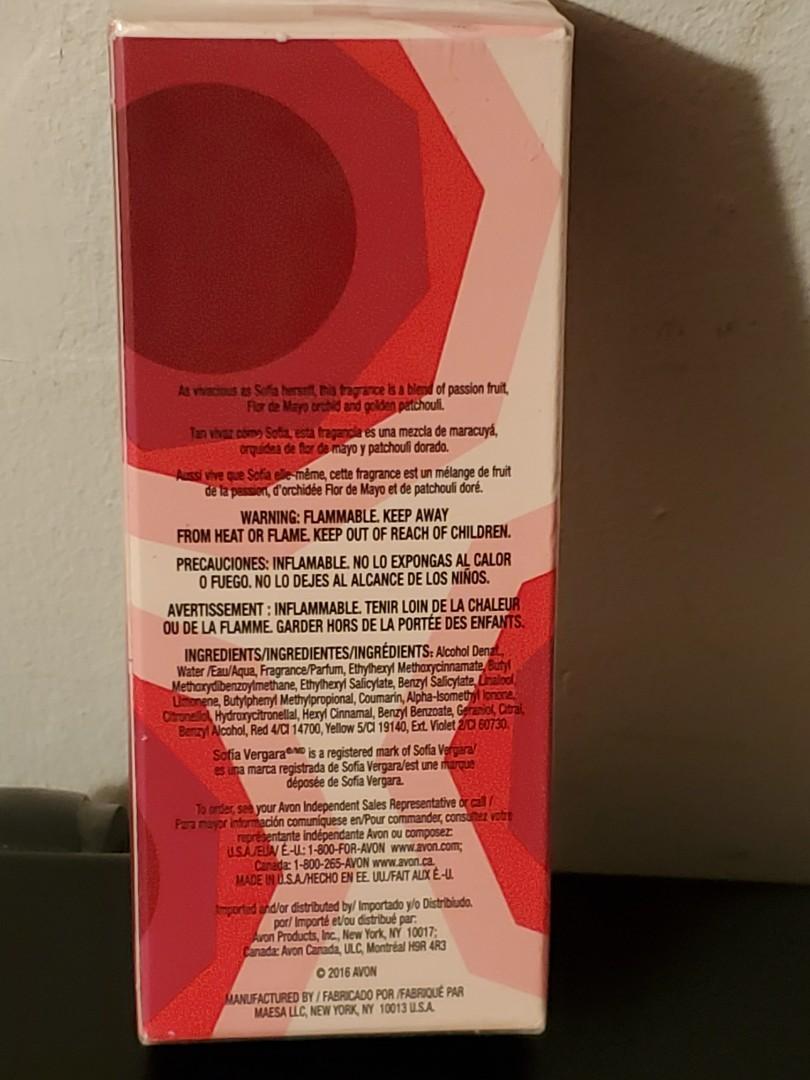 As vivacious as Sofia herself, this fragrance is a blend of passion fruit,
Flor de Mayo orchid and golden patchouli.
Tan vivaz como Sofia, esta fragancia es una mezcla de maracuyá,
orquídea de flor de mayo y patchouli dorado.
Aussi vive que Sofia elle-même, cette fragrance est un mélange de fruit
de la passion, d'orchidée Flor de Mayo et de patchouli doré.
WARNING: FLAMMABLE. KEEP AWAY
FROM HEAT OR FLAME. KEEP OUT OF REACH OF CHILDREN.
PRECAUCIONES: INFLAMABLE. NO LO EXPONGAS AL CALOR
O FUEGO. NO LO DEJES AL ALCANCE DE LOS NIÑOS.
AVERTISSEMENT : INFLAMMABLE. TENIR LOIN DE LA CHALEUR
OU DE LA FLAMME. GARDER HORS DE LA PORTÉE DES ENFANTS.
INGREDIENTS/INGREDIENTES/INGRÉDIENTS: Alcohol Denat.,
Water /Eau/Aqua, Fragrance/Parfum, Ethylhexyl Methoxycinnamate, Butyl
Methoxydibenzoylmethane, Ethylhexyl Salicylate, Benzyl Salicylate, Linalool,
Limonene, Butylphenyl Methylpropional, Coumarin, Alpha-Isomethyl Ionone,
Citronellol, Hydroxycitronellal, Hexyl Cinnamal, Benzyl Benzoate, Geraniol, Citral,
Benzyl Alcohol, Red 4/CI 14700, Yellow 5/CI 19140, Ext. Violet 2/CI 60730.
Sofia Vergara®/MD is a registered mark of Sofia Vergara/
es una marca registrada de Sofia Vergara/est une marque
déposée de Sofia Vergara.
To order, see your Avon Independent Sales Representative or call /
Para mayor información comuníquese en/Pour commander, consultez votre
représentante indépendante Avon ou composez:
U.S.A./EUA/ É.-U.: 1-800-FOR-AVON www.avon.com;
Canada: 1-800-265-AVON www.avon.ca.
MADE IN U.S.A./HECHO EN EE. UU./FAIT AUX É.-U.
Imported and/or distributed by/ Importado y/o Distribiudo.
por/ Importé et/ou distribué par:
Avon Products, Inc., New York, NY 10017;
Canada: Avon Canada, ULC, Montréal H9R 4R3
© 2016 AVON
MANUFACTURED BY / FABRICADO POR /FABRIQUÉ PAR
MAESA LLC, NEW YORK, NY 10013 U.S.A.